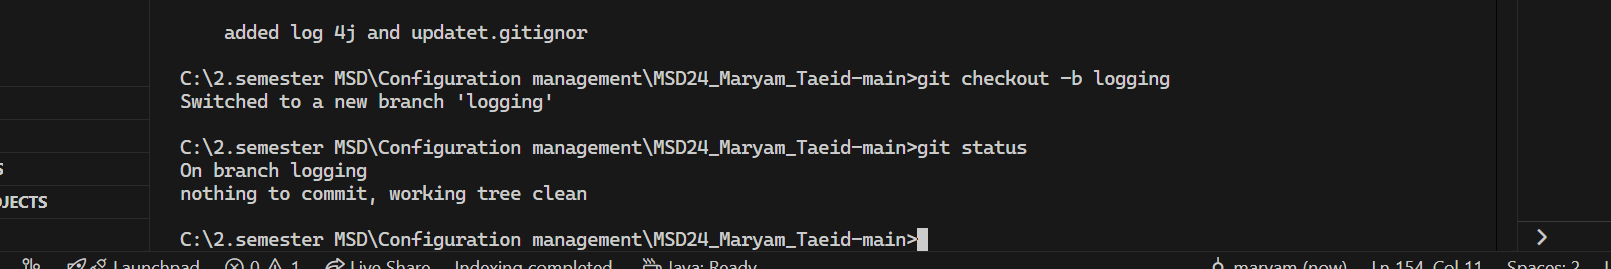 added log 4j and updatet.gitignor
C:\2.semester MSD\Configuration management\MSD24_Maryam_Taeid-main>git checkout -b logging
Switched to a new branch 'logging'
C:\2.semester MSD\Configuration management\MSD24_Maryam_Taeid-main>git status
On branch logging
nothing to commit, working tree clean
JECTS
C:\2.semester MSD\Configuration management\MSD24_Maryam_Taeid-main>
Launchpad 0 1 Live Share Indexing completed. Java: Ready maryam (now) Ln 154, Col 11 Spaces: 2